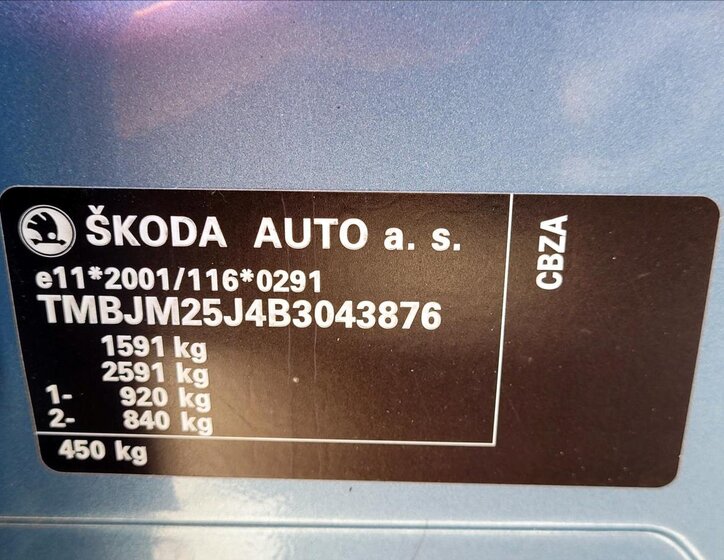 ŠKODA AUTO a. s.
e11*2001/116*0291
TMBJM25J4B3043876
1591 kg
2591 kg
1- 920 kg
2- 840 kg
450 kg
CBZA